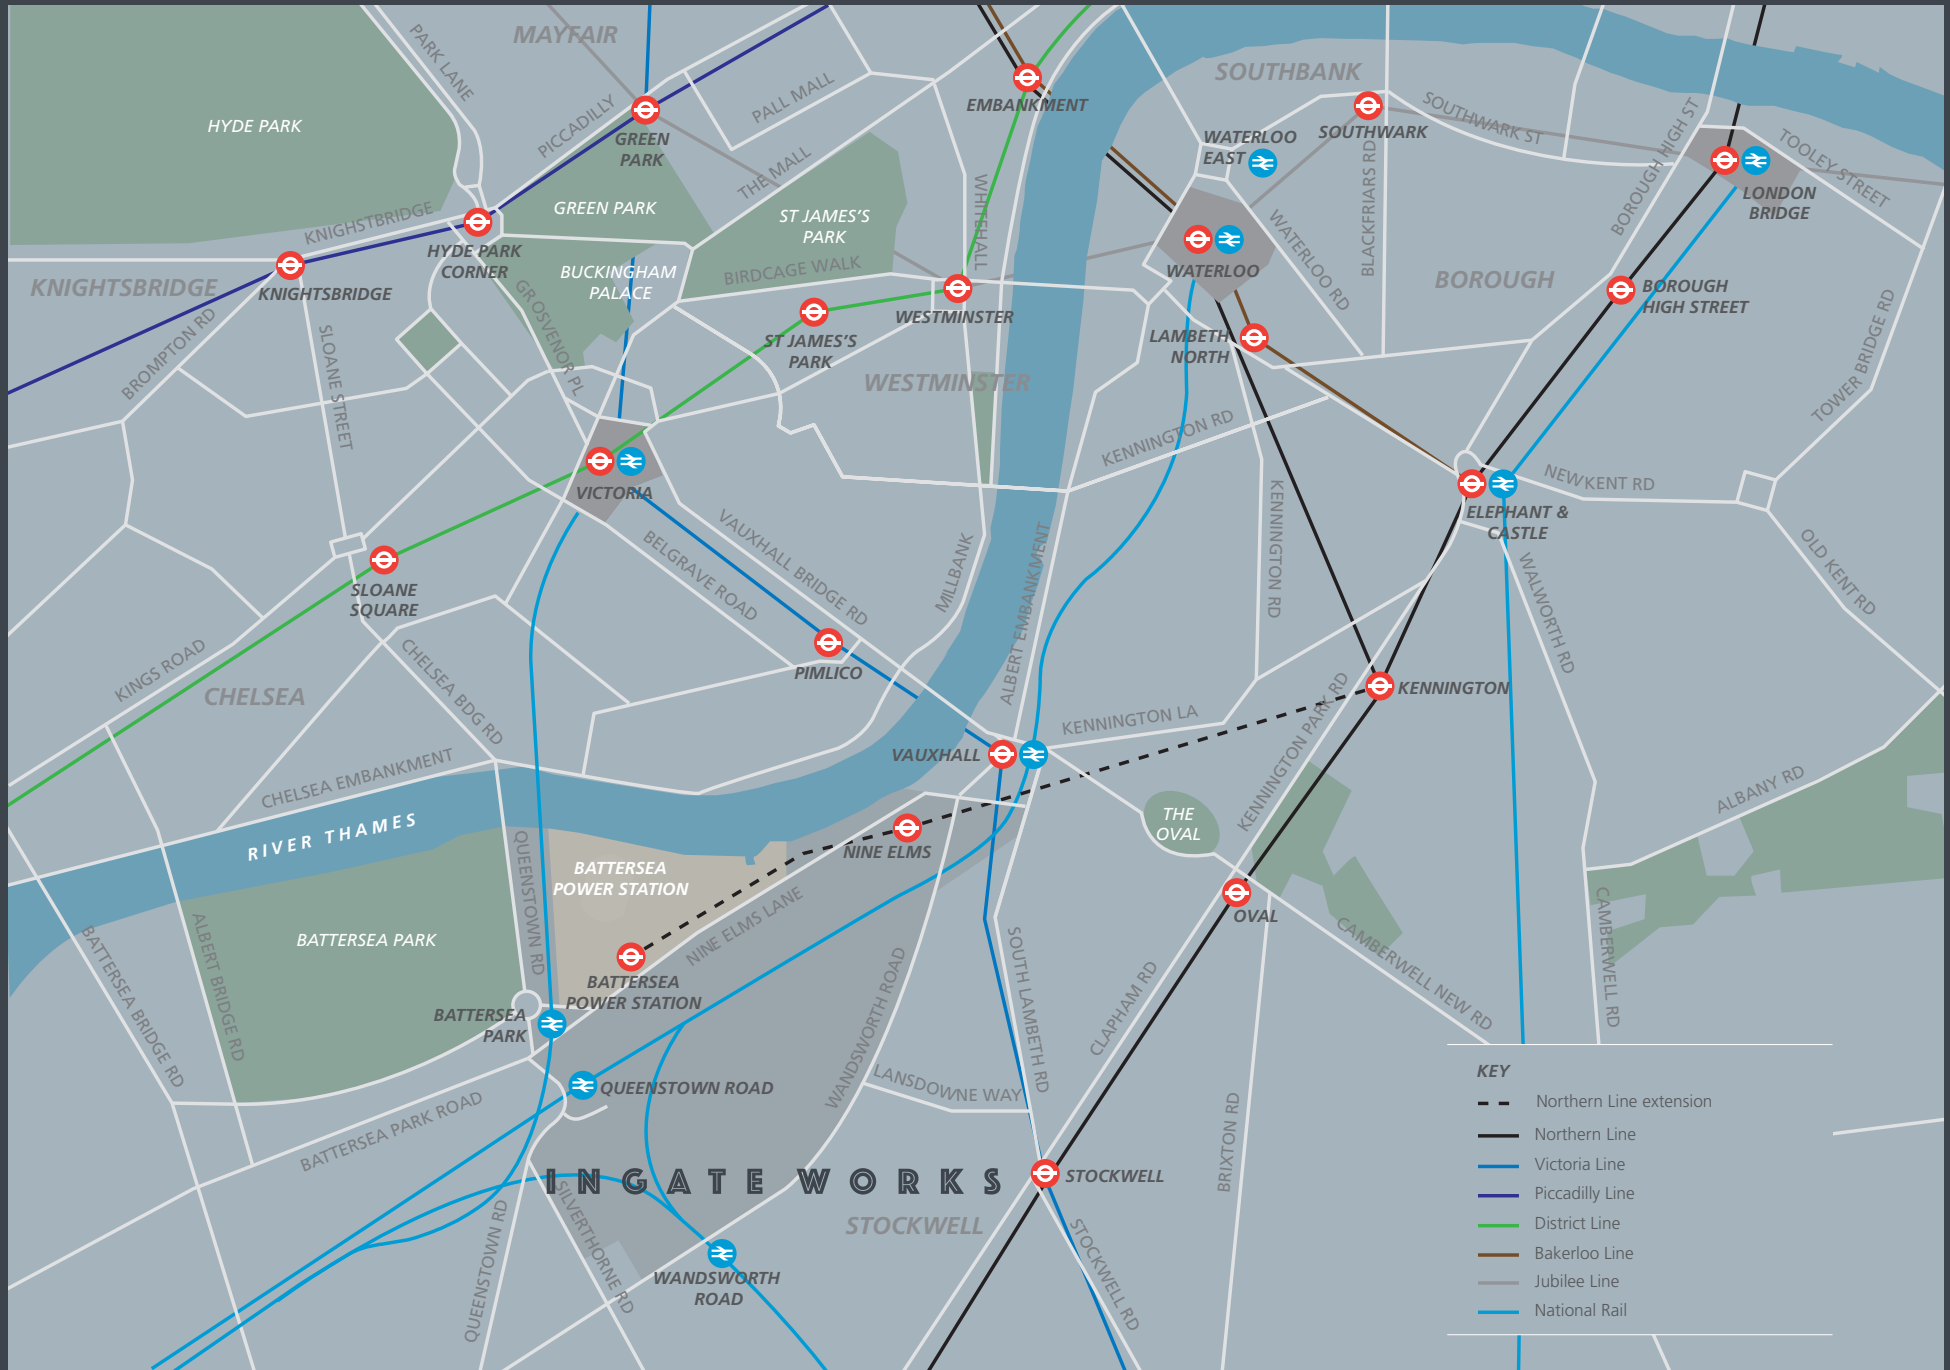 MAYFAIR
PARK LANE
HYDE PARK
PICCADILLY
PALL MALL
GREEN
PARK
THE MALL
EMBANKMENT
SOUTHBANK
WATERLOO
EAST
SOUTHWARK
SOUTHWARK ST
BLACKFRIARS RD
BOROUGH HIGH ST
TOOLEY STREET
LONDON
BRIDGE
KNIGHTSBRIDGE
KNIGHSTBRIDGE
KNIGHTSBRIDGE
HYDE PARK
CORNER
GREEN PARK
BUCKINGHAM
PALACE
ST JAMES'S
PARK
BIRDCAGE WALK
WHITEHALL
WESTMINSTER
ST JAMES'S
PARK
WESTMINSTER
WATERLOO
WATERLOO RD
LAMBETH
NORTH
BOROUGH
BOROUGH
HIGH STREET
TOWER BRIDGE RD
BROMPTON RD
SLOANE STREET
GROSVENOR PL
VICTORIA
VAUXHALL BRIDGE RD
BELGRAVE ROAD
MILLBANK
ALBERT EMBANKMENT
KENNINGTON RD
KENNINGTON RD
NEW KENT RD
ELEPHANT &
CASTLE
WALWORTH RD
OLD KENT RD
SLOANE
SQUARE
KINGS ROAD
CHELSEA
CHELSEA BDG RD
PIMLICO
CHELSEA EMBANKMENT
RIVER THAMES
VAUXHALL
KENNINGTON LA
KENNINGTON
KENNINGTON PARK RD
THE
OVAL
OVAL
ALBANY RD
CAMBERWELL NEW RD
CAMBERWELL RD
NINE ELMS
NINE ELMS LANE
BATTERSEA
POWER STATION
BATTERSEA
POWER STATION
QUEENSTOWN RD
BATTERSEA PARK
BATTERSEA BRIDGE RD
ALBERT BRIDGE RD
BATTERSEA
PARK
QUEENSTOWN ROAD
BATTERSEA PARK ROAD
WANDSWORTH ROAD
LANSDOWNE WAY
SOUTH LAMBETH RD
CLAPHAM RD
BRIXTON RD
INGATE WORKS
STOCKWELL
STOCKWELL
STOCKWELL RD
SILVERTHORNE RD
QUEENSTOWN RD
WANDSWORTH
ROAD
KEY
Northern Line extension
Northern Line
Victoria Line
Piccadilly Line
District Line
Bakerloo Line
Jubilee Line
National Rail